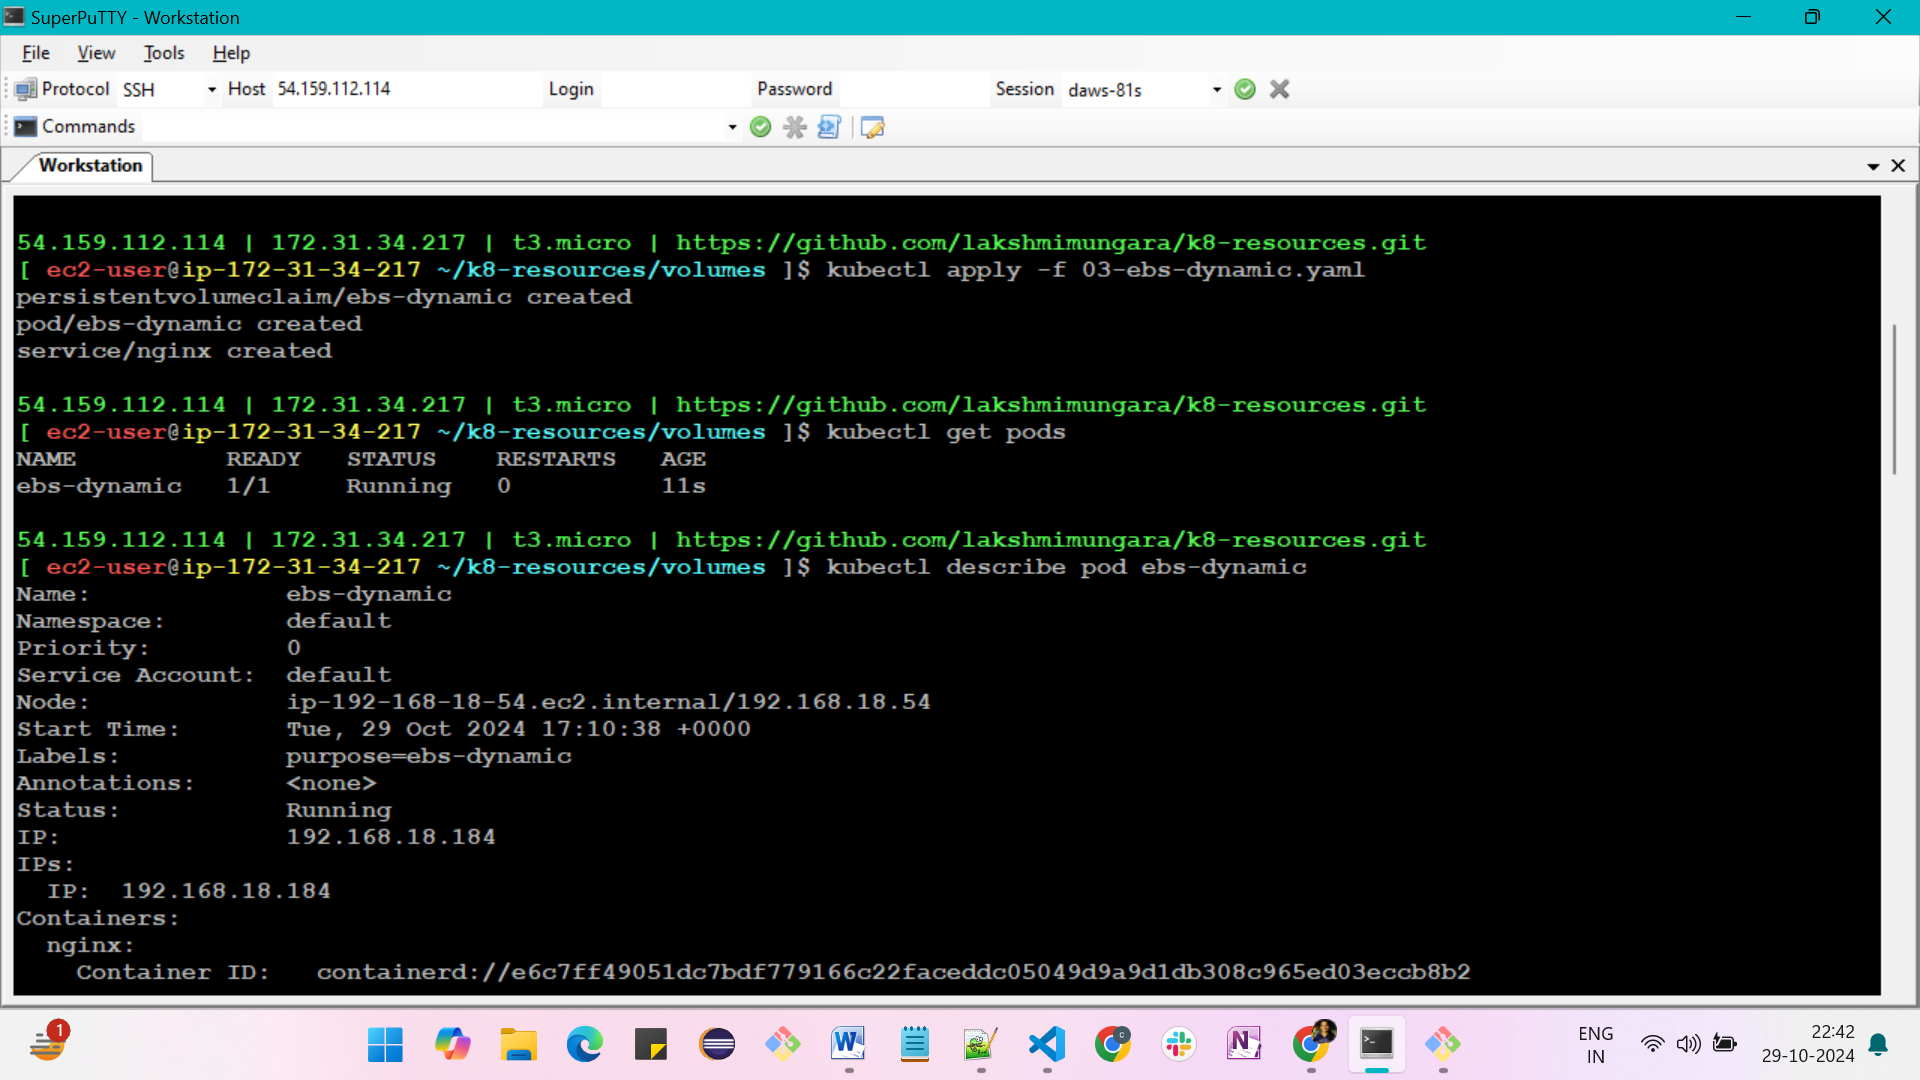 SuperPuTTY - Workstation
File View Tools Help
Protocol SSH Host 54.159.112.114 Login Password Session daws-81s
Commands
Workstation
54.159.112.114 | 172.31.34.217 | t3.micro | https://github.com/lakshmimungara/k8-resources.git
[ ec2-user@ip-172-31-34-217 ~/k8-resources/volumes ]$ kubectl apply -f 03-ebs-dynamic.yaml
persistentvolumeclaim/ebs-dynamic created
pod/ebs-dynamic created
service/nginx created
54.159.112.114 | 172.31.34.217 | t3.micro | https://github.com/lakshmimungara/k8-resources.git
[ ec2-user@ip-172-31-34-217 ~/k8-resources/volumes ]$ kubectl get pods
NAME READY STATUS RESTARTS AGE
ebs-dynamic 1/1 Running 0 11s
54.159.112.114 | 172.31.34.217 | t3.micro | https://github.com/lakshmimungara/k8-resources.git
[ ec2-user@ip-172-31-34-217 ~/k8-resources/volumes ]$ kubectl describe pod ebs-dynamic
Name: ebs-dynamic
Namespace: default
Priority: 0
Service Account: default
Node: ip-192-168-18-54.ec2.internal/192.168.18.54
Start Time: Tue, 29 Oct 2024 17:10:38 +0000
Labels: purpose=ebs-dynamic
Annotations: <none>
Status: Running
IP: 192.168.18.184
IPs:
IP: 192.168.18.184
Containers:
nginx:
Container ID: containerd://e6c7ff49051dc7bdf779166c22faceddc05049d9a9d1db308c965ed03eccb8b2
1
ENG
IN
22:42
29-10-2024